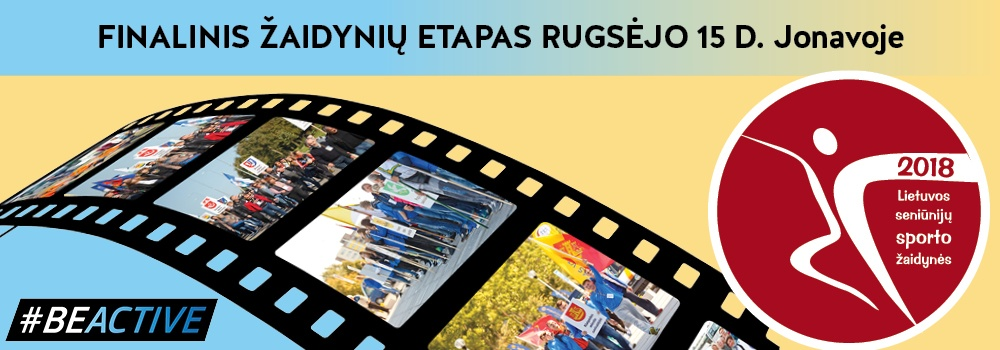 FINALINIS ŽAIDYNIŲ ETAPAS RUGSĖJO 15 D. Jonavoje
2018
Lietuvos
seniūnijų
sporto
žaidynės
#BEACTIVE